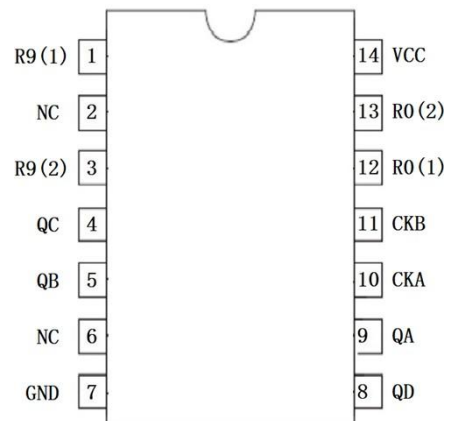 R9(1) 1 14 VCC
NC 2 13 R0(2)
R9(2) 3 12 R0(1)
QC 4 11 CKB
QB 5 10 CKA
NC 6 9 QA
GND 7 8 QD